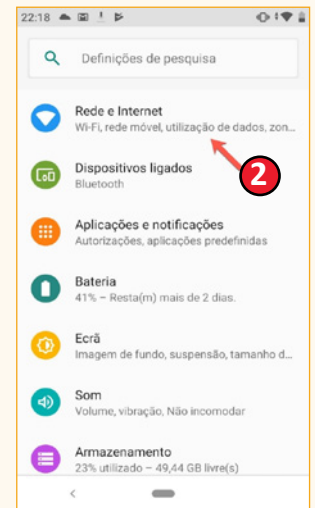 22:18
Definições de pesquisa
Rede e Internet
Wi-Fi, rede móvel, utilização de dados, zon...
2
Dispositivos ligados
Bluetooth
Aplicações e notificações
Autorizações, aplicações predefinidas
Bateria
41% – Resta(m) mais de 2 dias.
Ecrã
Imagem de fundo, suspensão, tamanho d...
Som
Volume, vibração, Não incomodar
Armazenamento
23% utilizado – 49,44 GB livre(s)